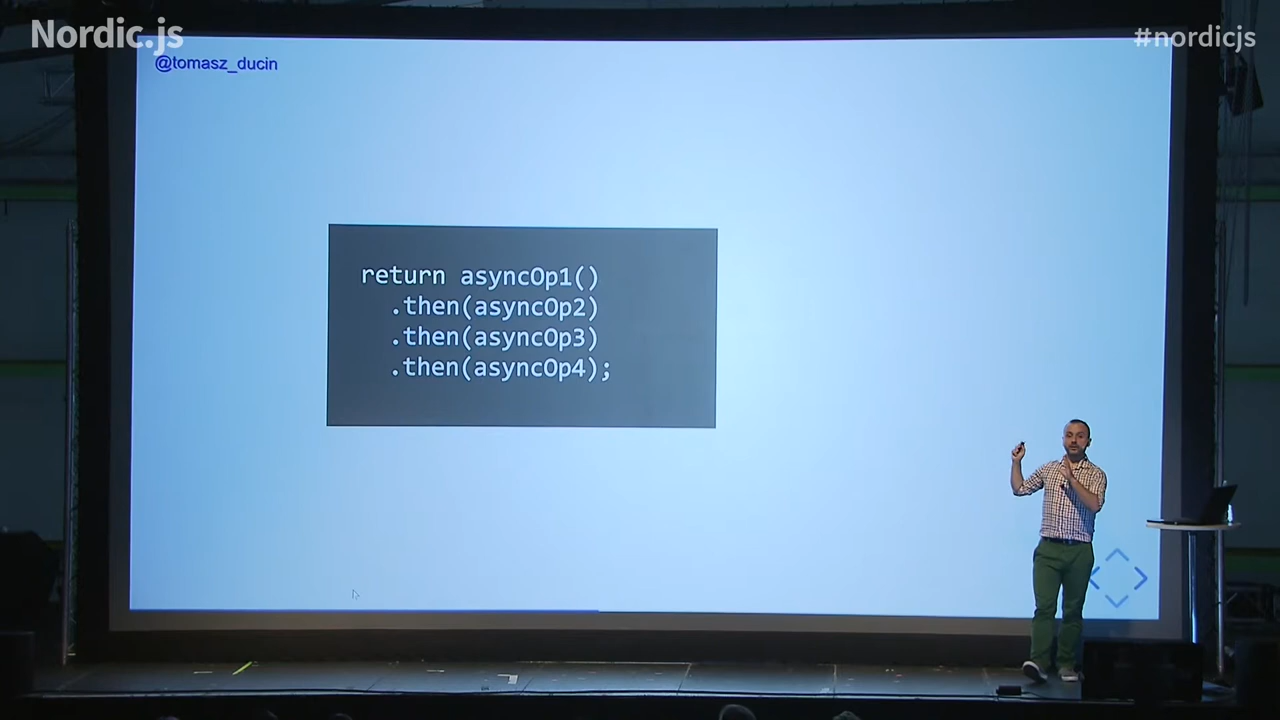 Nordic.js
#nordicjs
@tomasz_ducin
return asyncOp1()
.then(asyncOp2)
.then(asyncOp3)
.then(asyncOp4);